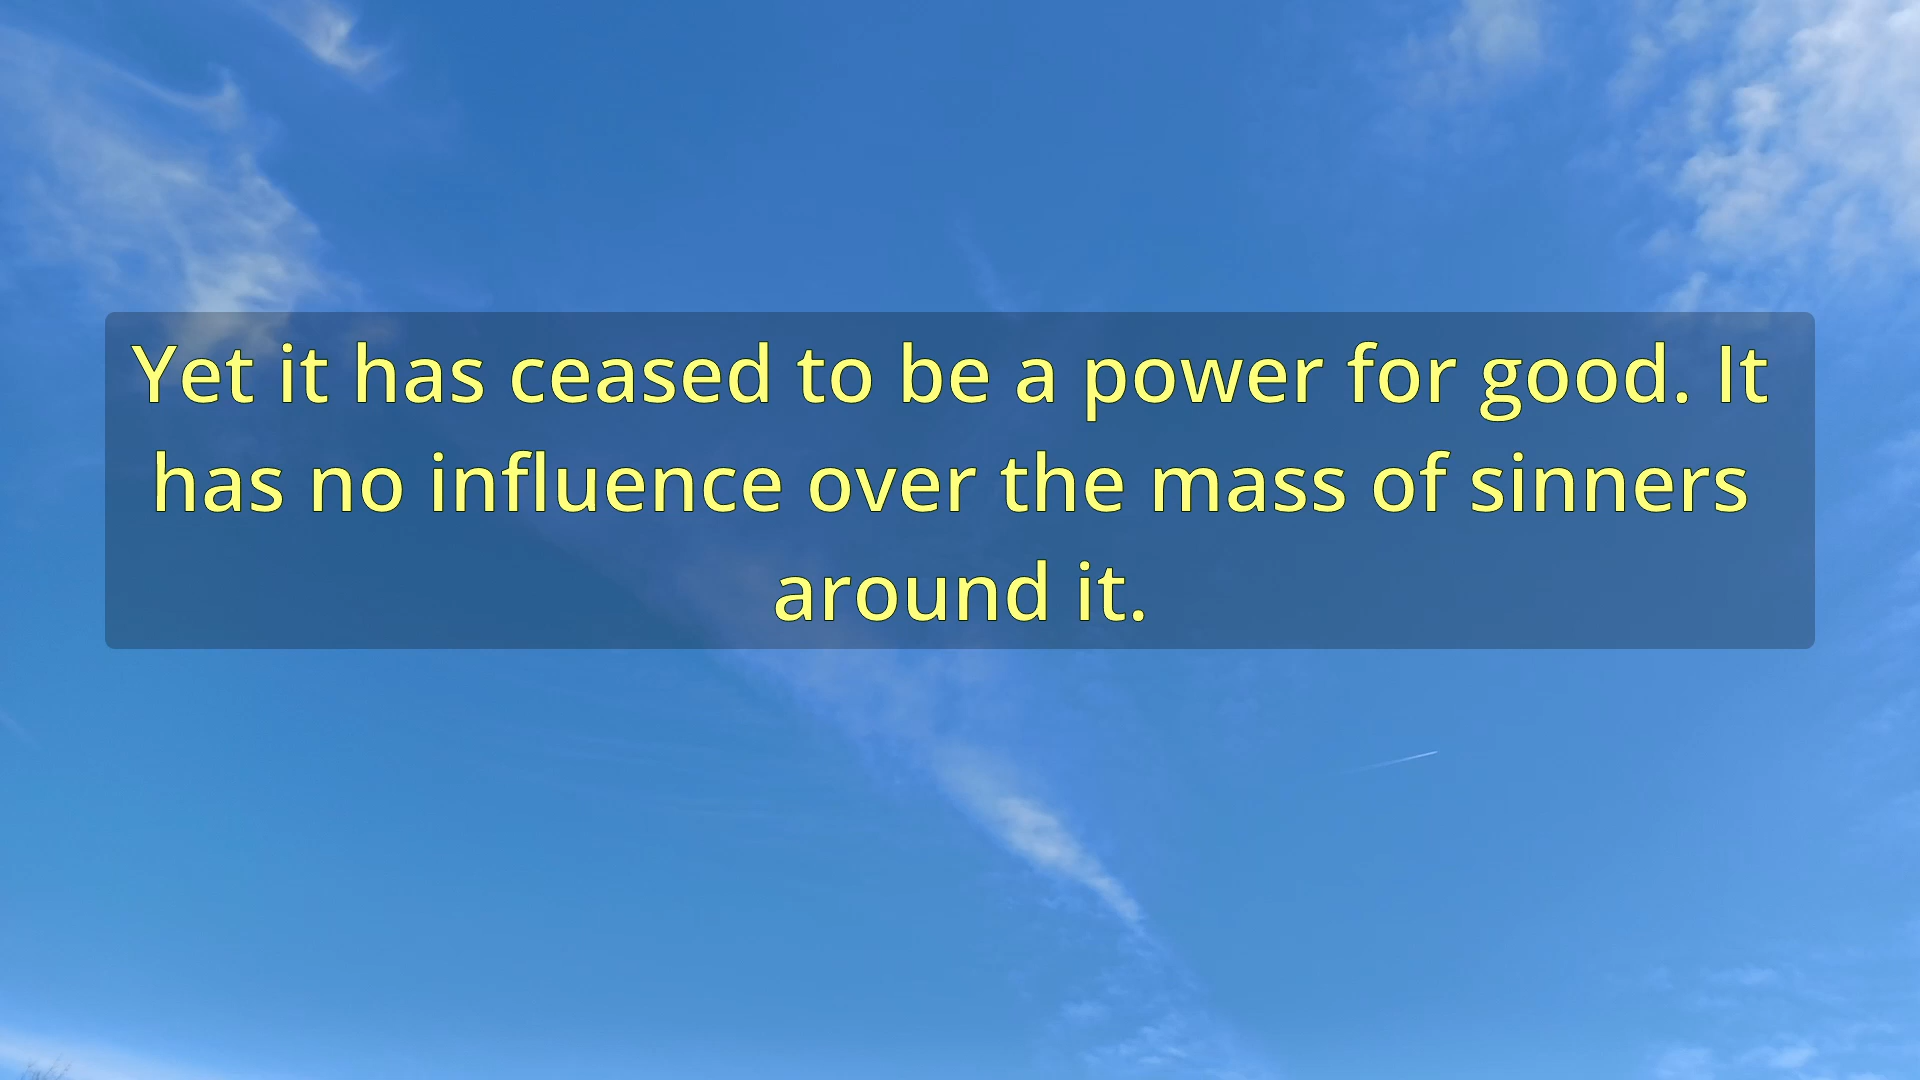 Yet it has ceased to be a power for good. It
has no influence over the mass of sinners
around it.